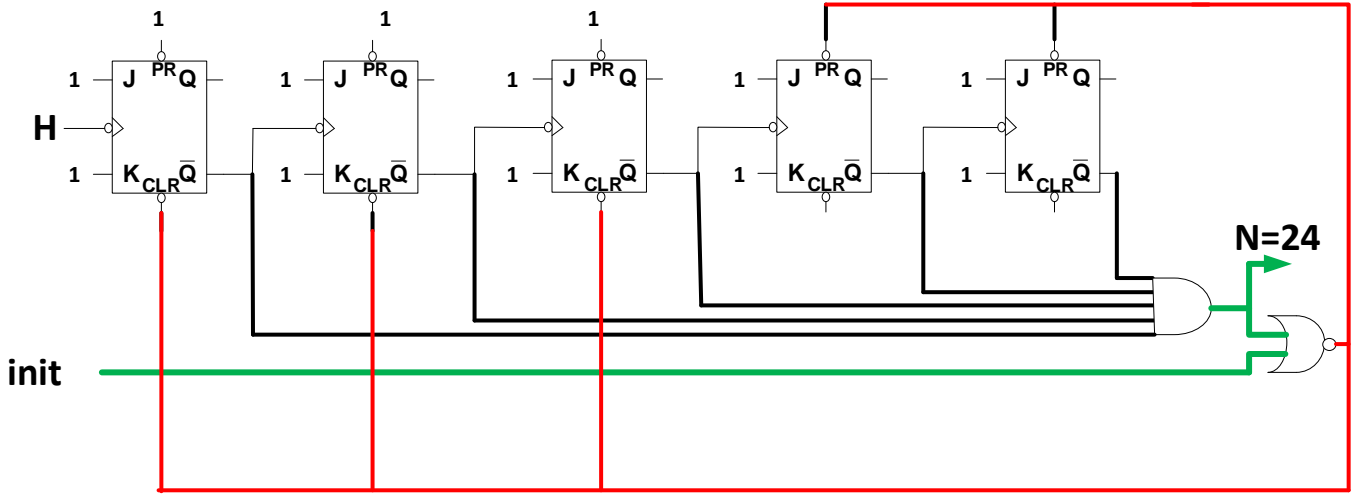 1 1 1
1 J PR Q 1 J PR Q 1 J PR Q 1 J PR Q 1 J PR Q
H
1 K CLR Q̅ 1 K CLR Q̅ 1 K CLR Q̅ 1 K CLR Q̅ 1 K CLR Q̅
N=24
init